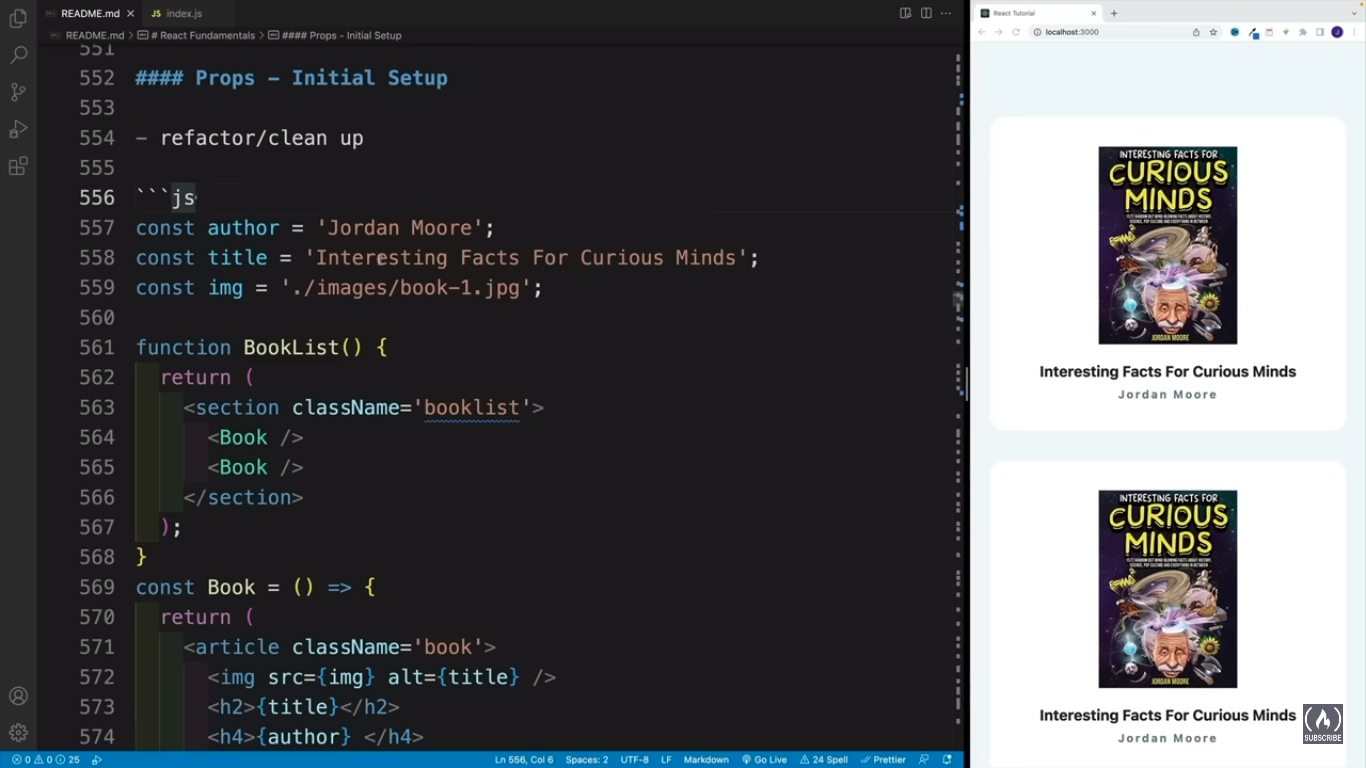 README.md
JS index.js
README.md > # React Fundamentals > #### Props - Initial Setup
551
552 #### Props - Initial Setup
553
554 - refactor/clean up
555
556 ```js
557 const author = 'Jordan Moore';
558 const title = 'Interesting Facts For Curious Minds';
559 const img = './images/book-1.jpg';
560
561 function BookList() {
562 return (
563 <section className='booklist'>
564 <Book />
565 <Book />
566 </section>
567 );
568 }
569 const Book = () => {
570 return (
571 <article className='book'>
572 <img src={img} alt={title} />
573 <h2>{title}</h2>
574 <h4>{author} </h4>
0 0 25
Ln 556, Col 6 Spaces: 2 UTF-8 LF Markdown Go Live 24 Spell Prettier
React Tutorial
localhost:3000
J
INTERESTING FACTS FOR
CURIOUS
MINDS
JORDAN MOORE
Interesting Facts For Curious Minds
Jordan Moore
INTERESTING FACTS FOR
CURIOUS
MINDS
JORDAN MOORE
Interesting Facts For Curious Minds
Jordan Moore
SUBSCRIBE